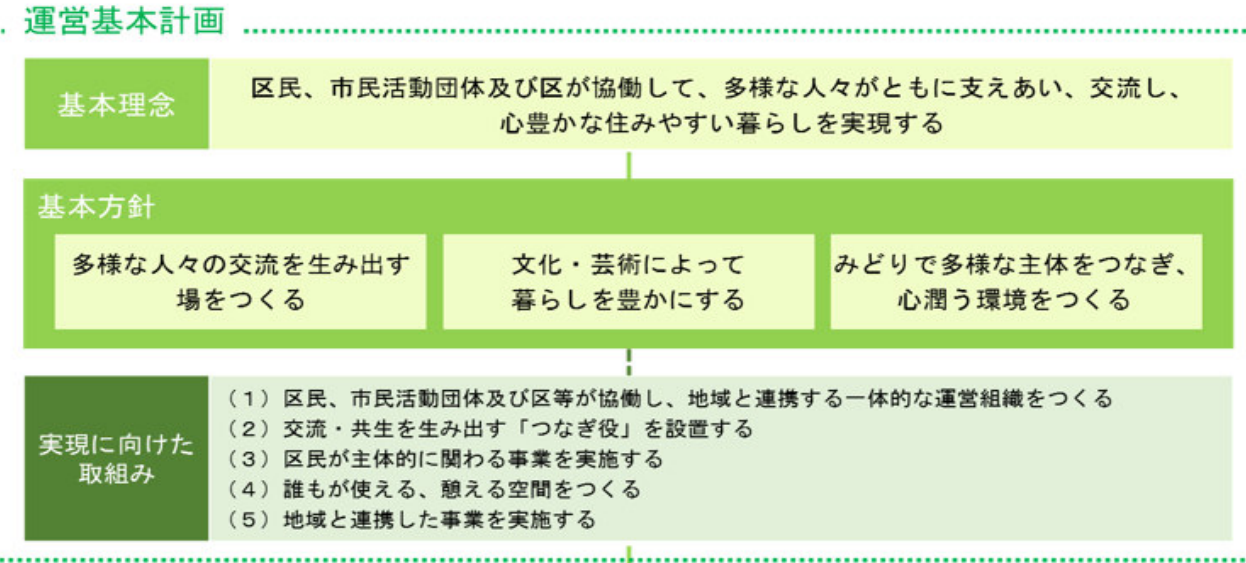 . 運営基本計画
基本理念
区民、市民活動団体及び区が協働して、多様な人々がともに支えあい、交流し、
心豊かな住みやすい暮らしを実現する
基本方針
多様な人々の交流を生み出す
場をつくる
文化・芸術によって
暮らしを豊かにする
みどりで多様な主体をつなぎ、
心潤う環境をつくる
実現に向けた
取組み
（１）区民、市民活動団体及び区等が協働し、地域と連携する一体的な運営組織をつくる
（２）交流・共生を生み出す「つなぎ役」を設置する
（３）区民が主体的に関わる事業を実施する
（４）誰もが使える、憩える空間をつくる
（５）地域と連携した事業を実施する